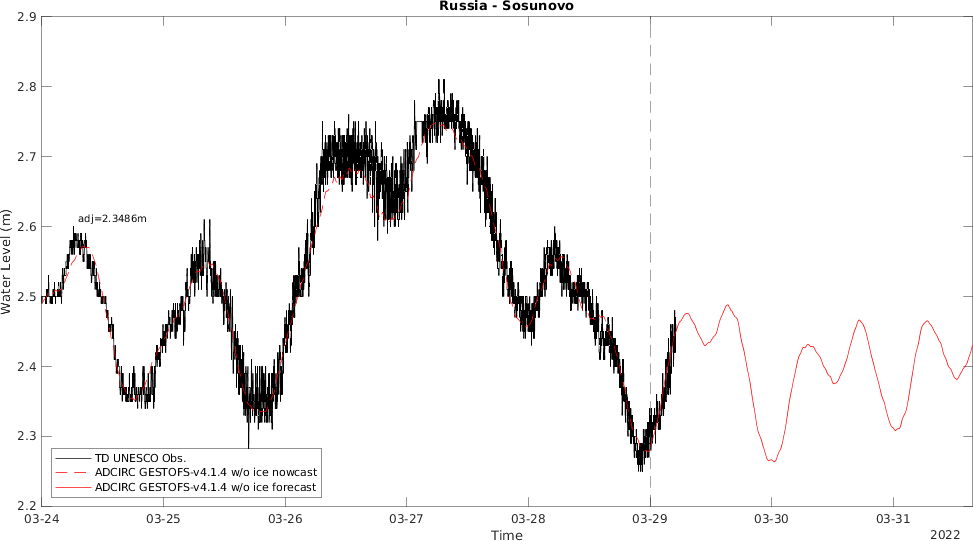 Russia - Sosunovo
2.9
2.8
2.7
2.6
2.5
2.4
2.3
2.2
Water Level (m)
adj=2.3486m
TD UNESCO Obs.
ADCIRC GESTOFS-v4.1.4 w/o ice nowcast
ADCIRC GESTOFS-v4.1.4 w/o ice forecast
03-24 03-25 03-26 03-27 03-28 03-29 03-30 03-31
Time
2022